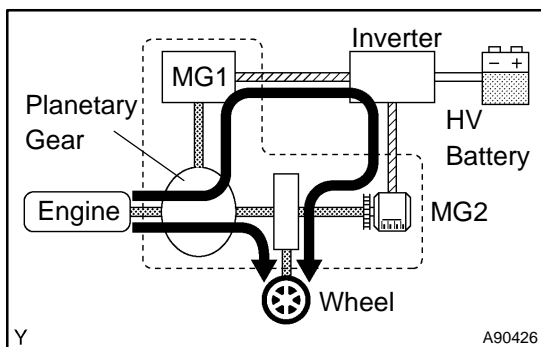 Inverter
MG1
− +
Planetary
Gear
HV
Battery
Engine
MG2
Wheel
Y
A90426